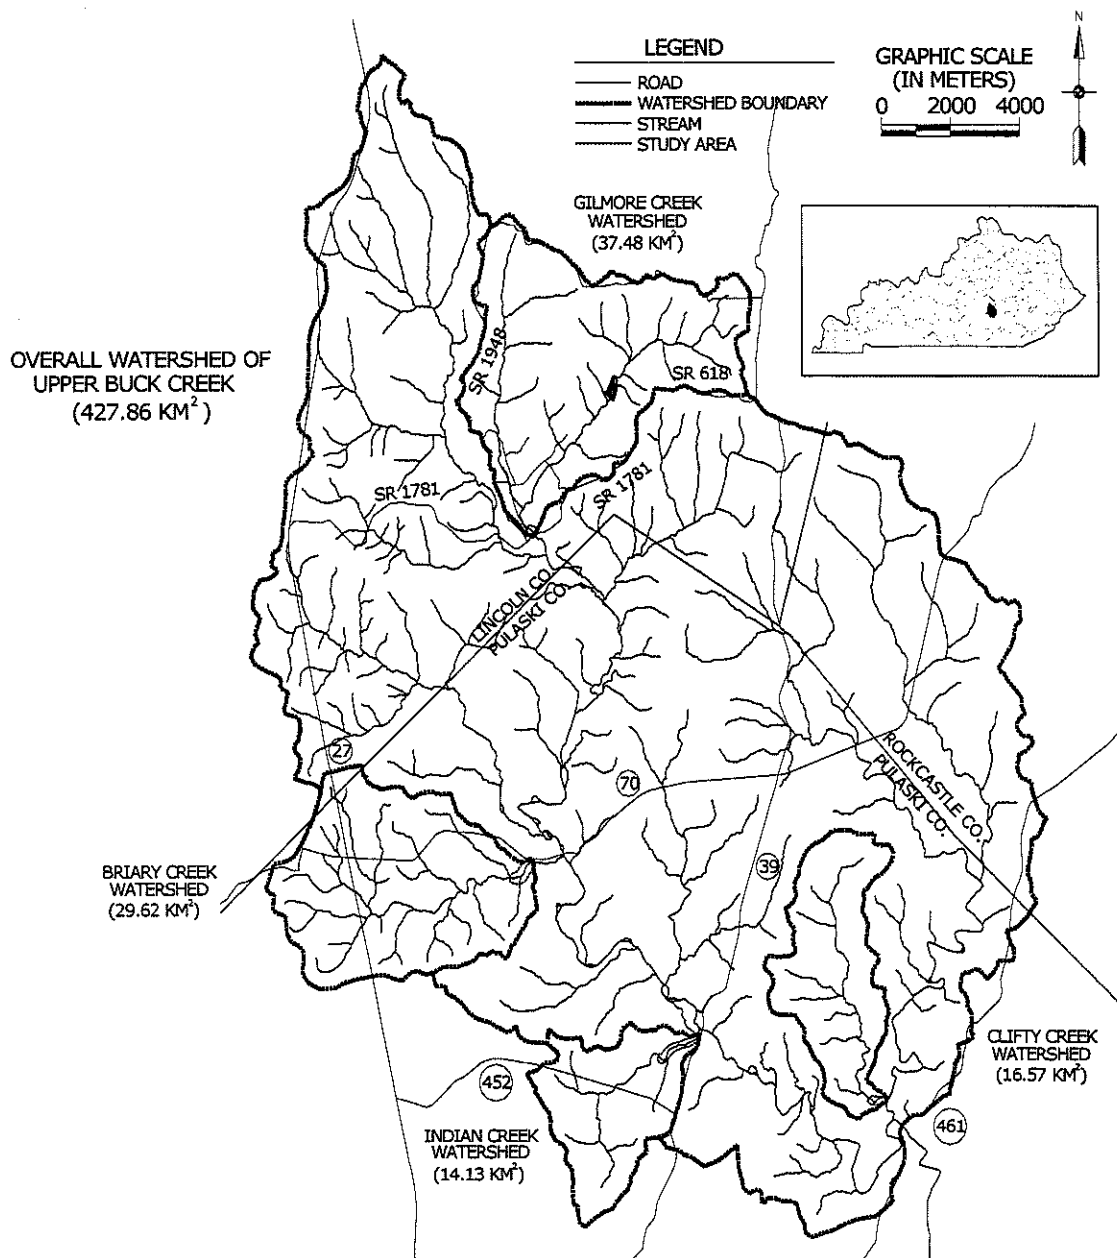 N
LEGEND
ROAD
WATERSHED BOUNDARY
STREAM
STUDY AREA
GRAPHIC SCALE
(IN METERS)
0 2000 4000
GILMORE CREEK
WATERSHED
(37.48 KM²)
OVERALL WATERSHED OF
UPPER BUCK CREEK
(427.86 KM²)
SR 1948
SR 618
SR 1781
SR 1781
LINCOLN CO.
PULASKI CO.
27
70
ROCKCASTLE CO.
PULASKI CO.
39
BRIARY CREEK
WATERSHED
(29.62 KM²)
CLIFTY CREEK
WATERSHED
(16.57 KM²)
452
461
INDIAN CREEK
WATERSHED
(14.13 KM²)